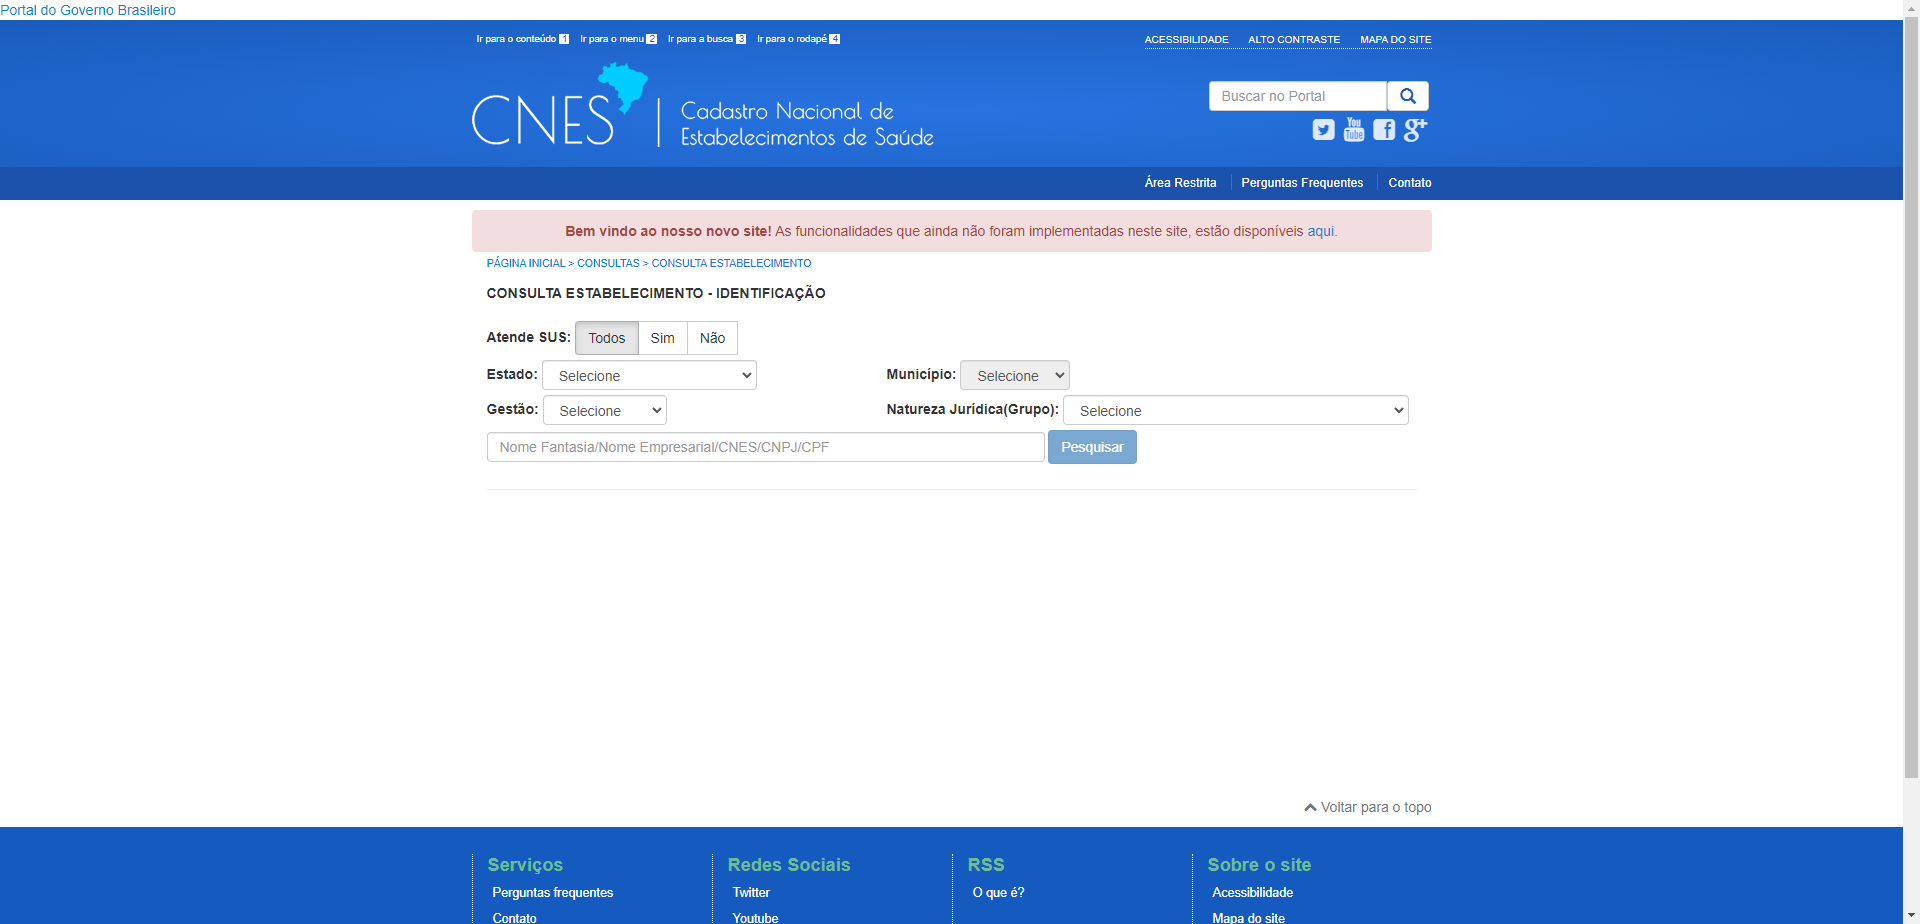 Portal do Governo Brasileiro
Ir para o conteúdo 1 Ir para o menu 2 Ir para a busca 3 Ir para o rodapé 4
ACESSIBILIDADE ALTO CONTRASTE MAPA DO SITE
CNES
Cadastro Nacional de
Estabelecimentos de Saúde
Buscar no Portal
You
Tube
Área Restrita Perguntas Frequentes Contato
Bem vindo ao nosso novo site! As funcionalidades que ainda não foram implementadas neste site, estão disponíveis aqui.
PÁGINA INICIAL > CONSULTAS > CONSULTA ESTABELECIMENTO
CONSULTA ESTABELECIMENTO - IDENTIFICAÇÃO
Atende SUS: Todos Sim Não
Estado: Selecione Município: Selecione
Gestão: Selecione Natureza Jurídica(Grupo): Selecione
Nome Fantasia/Nome Empresarial/CNES/CNPJ/CPF Pesquisar
Voltar para o topo
Serviços Redes Sociais RSS Sobre o site
Perguntas frequentes Twitter O que é? Acessibilidade
Contato Youtube Mapa do site